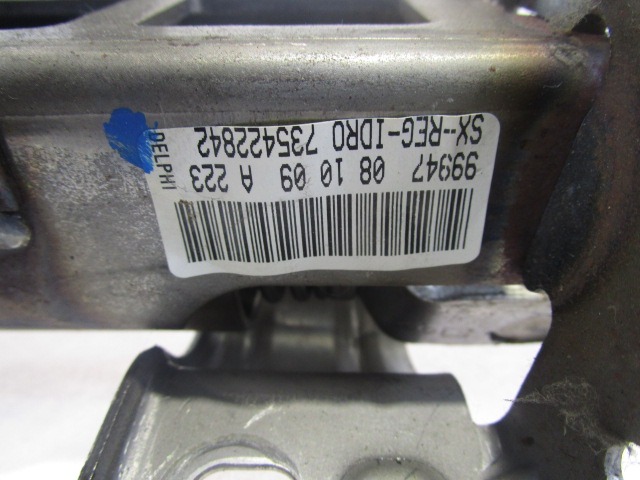 DELPHI
99947 08 10 09 A 223
SX--REG-IDRO 735422842